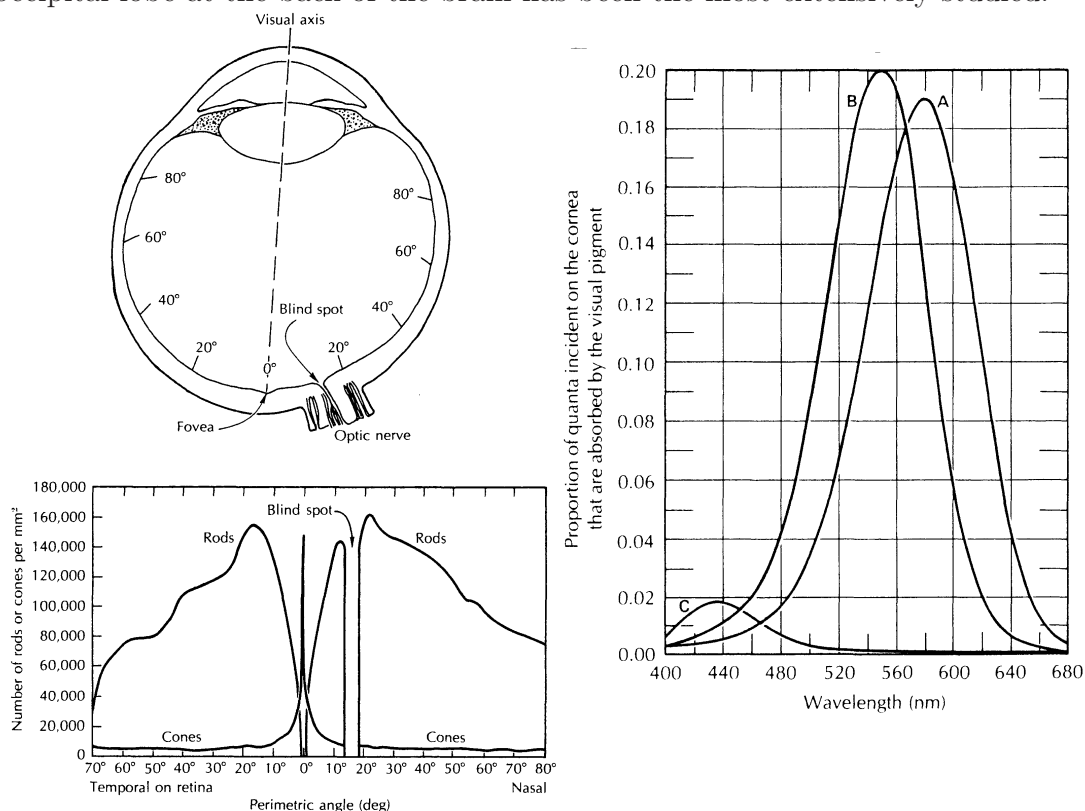 occipital lobe at the back of the brain has been the most extensively studied.
Visual axis
80°
80°
60°
60°
40°
40°
Blind spot
20°
20°
0°
Fovea
Optic nerve
Number of rods or cones per mm²
180,000
160,000
140,000
120,000
100,000
80,000
60,000
40,000
20,000
0
Blind spot
Rods
Rods
Cones
Cones
70° 60° 50° 40° 30° 20° 10° 0° 10° 20° 30° 40° 50° 60° 70° 80°
Temporal on retina
Nasal
Perimetric angle (deg)
Proportion of quanta incident on the cornea
that are absorbed by the visual pigment
0.20
0.18
0.16
0.14
0.12
0.10
0.08
0.06
0.04
0.02
0.00
B
A
C
400 440 480 520 560 600 640 680
Wavelength (nm)